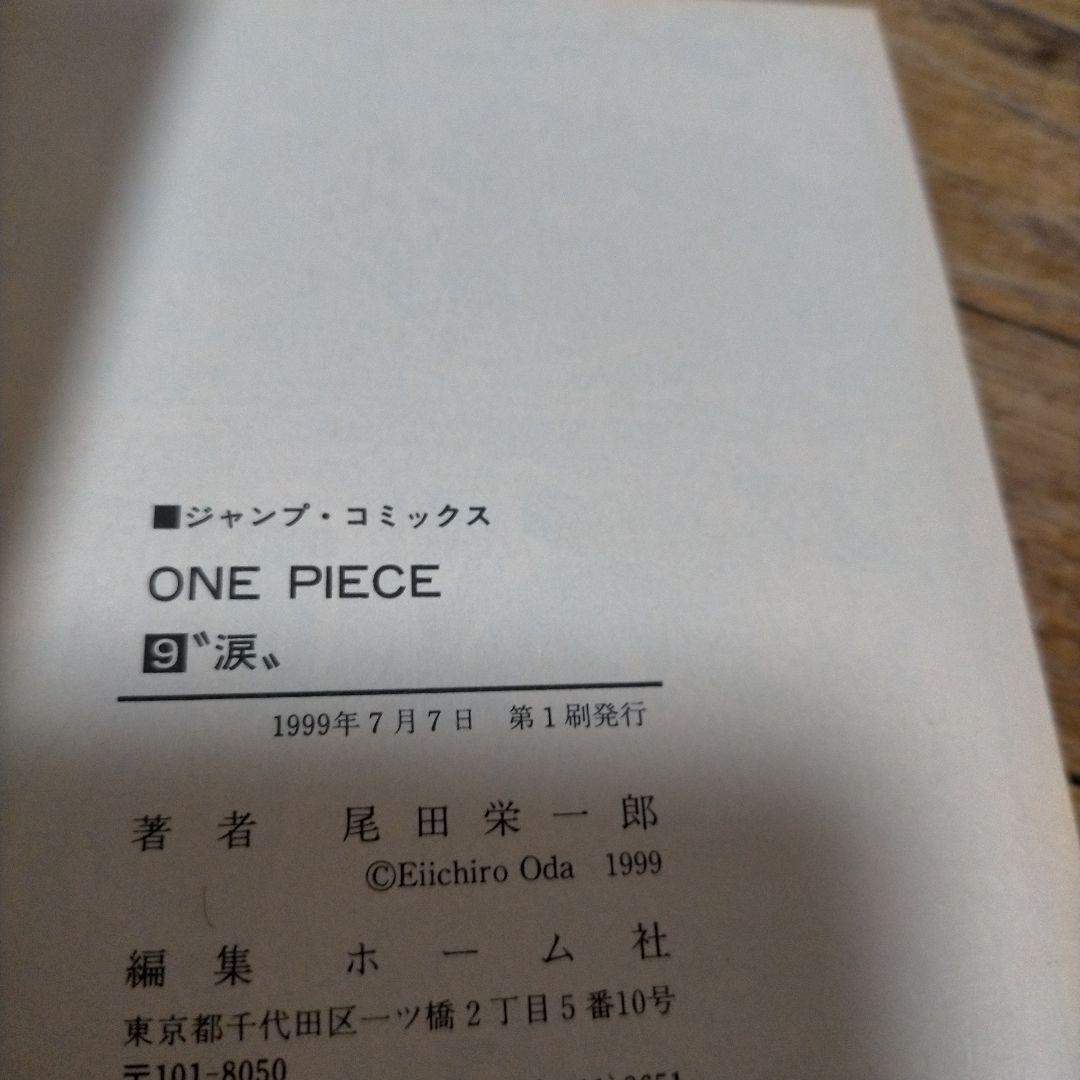 ■ジャンプ・コミックス
ONE PIECE
9〝涙〟
1999年7月7日 第1刷発行
著者 尾田栄一郎
©Eiichiro Oda 1999
編集 ホーム社
東京都千代田区一ツ橋2丁目5番10号
〒101-8050